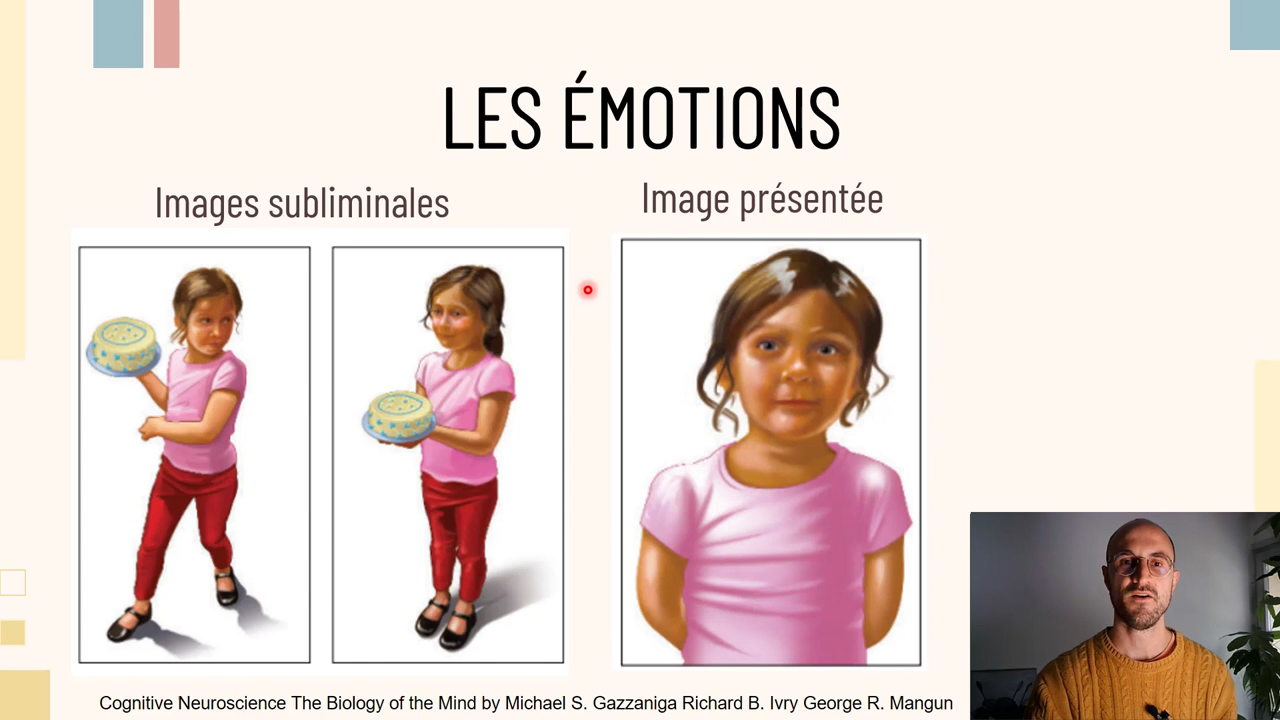 LES ÉMOTIONS
Images subliminales
Image présentée
Cognitive Neuroscience The Biology of the Mind by Michael S. Gazzaniga Richard B. Ivry George R. Mangun